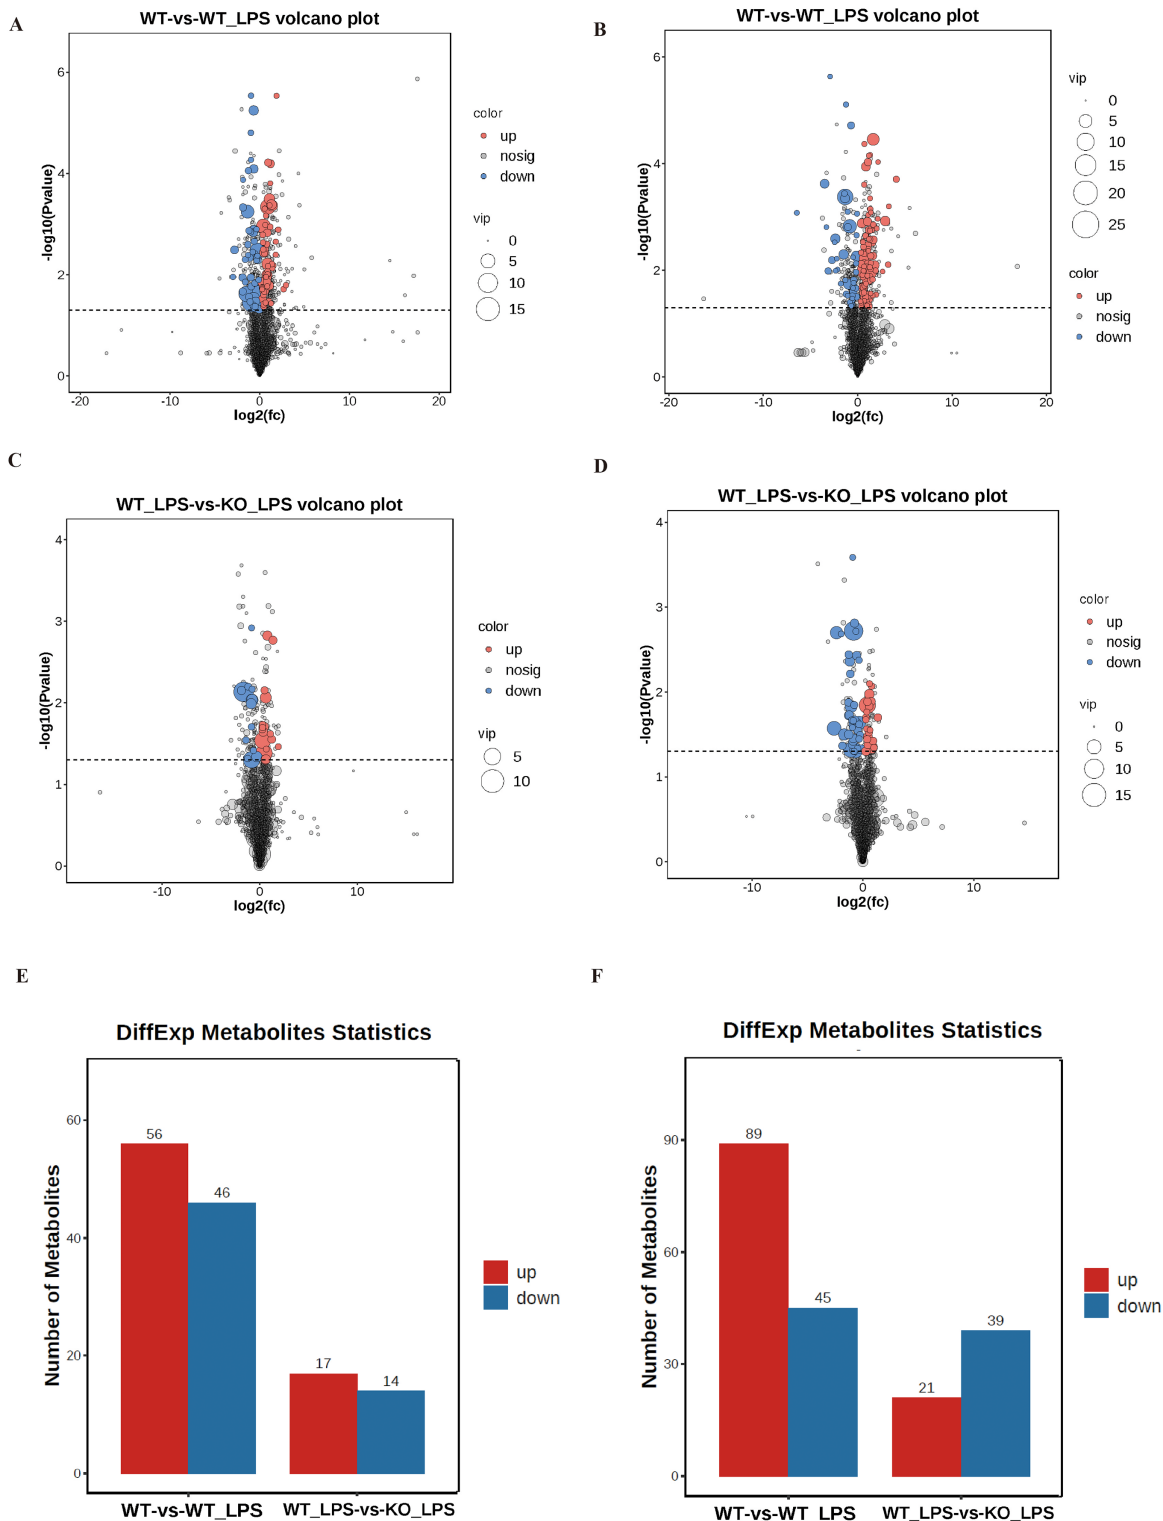 A
WT-vs-WT_LPS volcano plot
-log10(Pvalue)
6
4
2
0
-20
-10
0
10
20
log2(fc)
color
up
nosig
down
vip
0
5
10
15
B
WT-vs-WT_LPS volcano plot
-log10(Pvalue)
6
4
2
0
-20
-10
0
10
20
log2(fc)
vip
0
5
10
15
20
25
color
up
nosig
down
C
WT_LPS-vs-KO_LPS volcano plot
-log10(Pvalue)
4
3
2
1
0
-10
0
10
log2(fc)
color
up
nosig
down
vip
5
10
D
WT_LPS-vs-KO_LPS volcano plot
-log10(Pvalue)
4
3
2
1
0
-10
0
10
log2(fc)
color
up
nosig
down
vip
0
5
10
15
E
DiffExp Metabolites Statistics
Number of Metabolites
60
40
20
0
56
46
17
14
WT-vs-WT_LPS
WT_LPS-vs-KO_LPS
up
down
F
DiffExp Metabolites Statistics
Number of Metabolites
90
60
30
0
89
45
21
39
WT-vs-WT LPS
WT_LPS-vs-KO_LPS
up
down